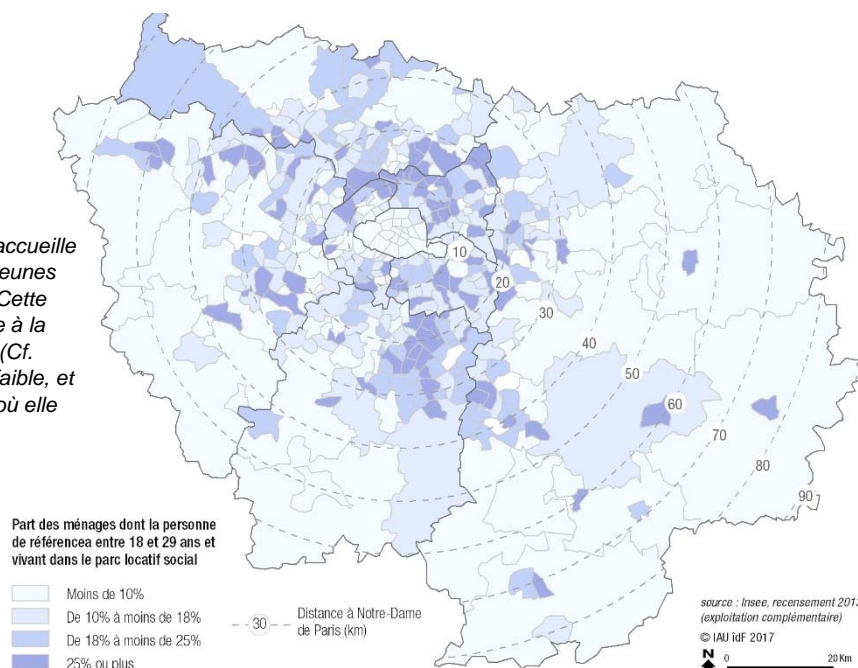 accueille
eunes
Cette
e à la
(Cf.
faible, et
où elle
10
20
30
40
50
60
70
80
90
Part des ménages dont la personne
de référencea entre 18 et 29 ans et
vivant dans le parc locatif social
Moins de 10%
De 10% à moins de 18%
De 18% à moins de 25%
25% ou plus
30
Distance à Notre-Dame
de Paris (km)
source : Insee, recensement 2013
(exploitation complémentaire)
© IAU îdF 2017
N 0 20 Km